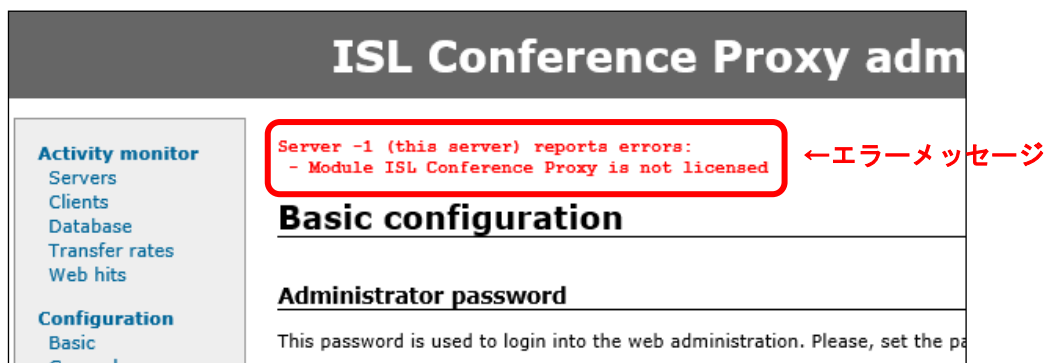 ISL Conference Proxy adm
Activity monitor
Servers
Clients
Database
Transfer rates
Web hits
Configuration
Basic
Server -1 (this server) reports errors:
- Module ISL Conference Proxy is not licensed
←エラーメッセージ
Basic configuration
Administrator password
This password is used to login into the web administration. Please, set the pa